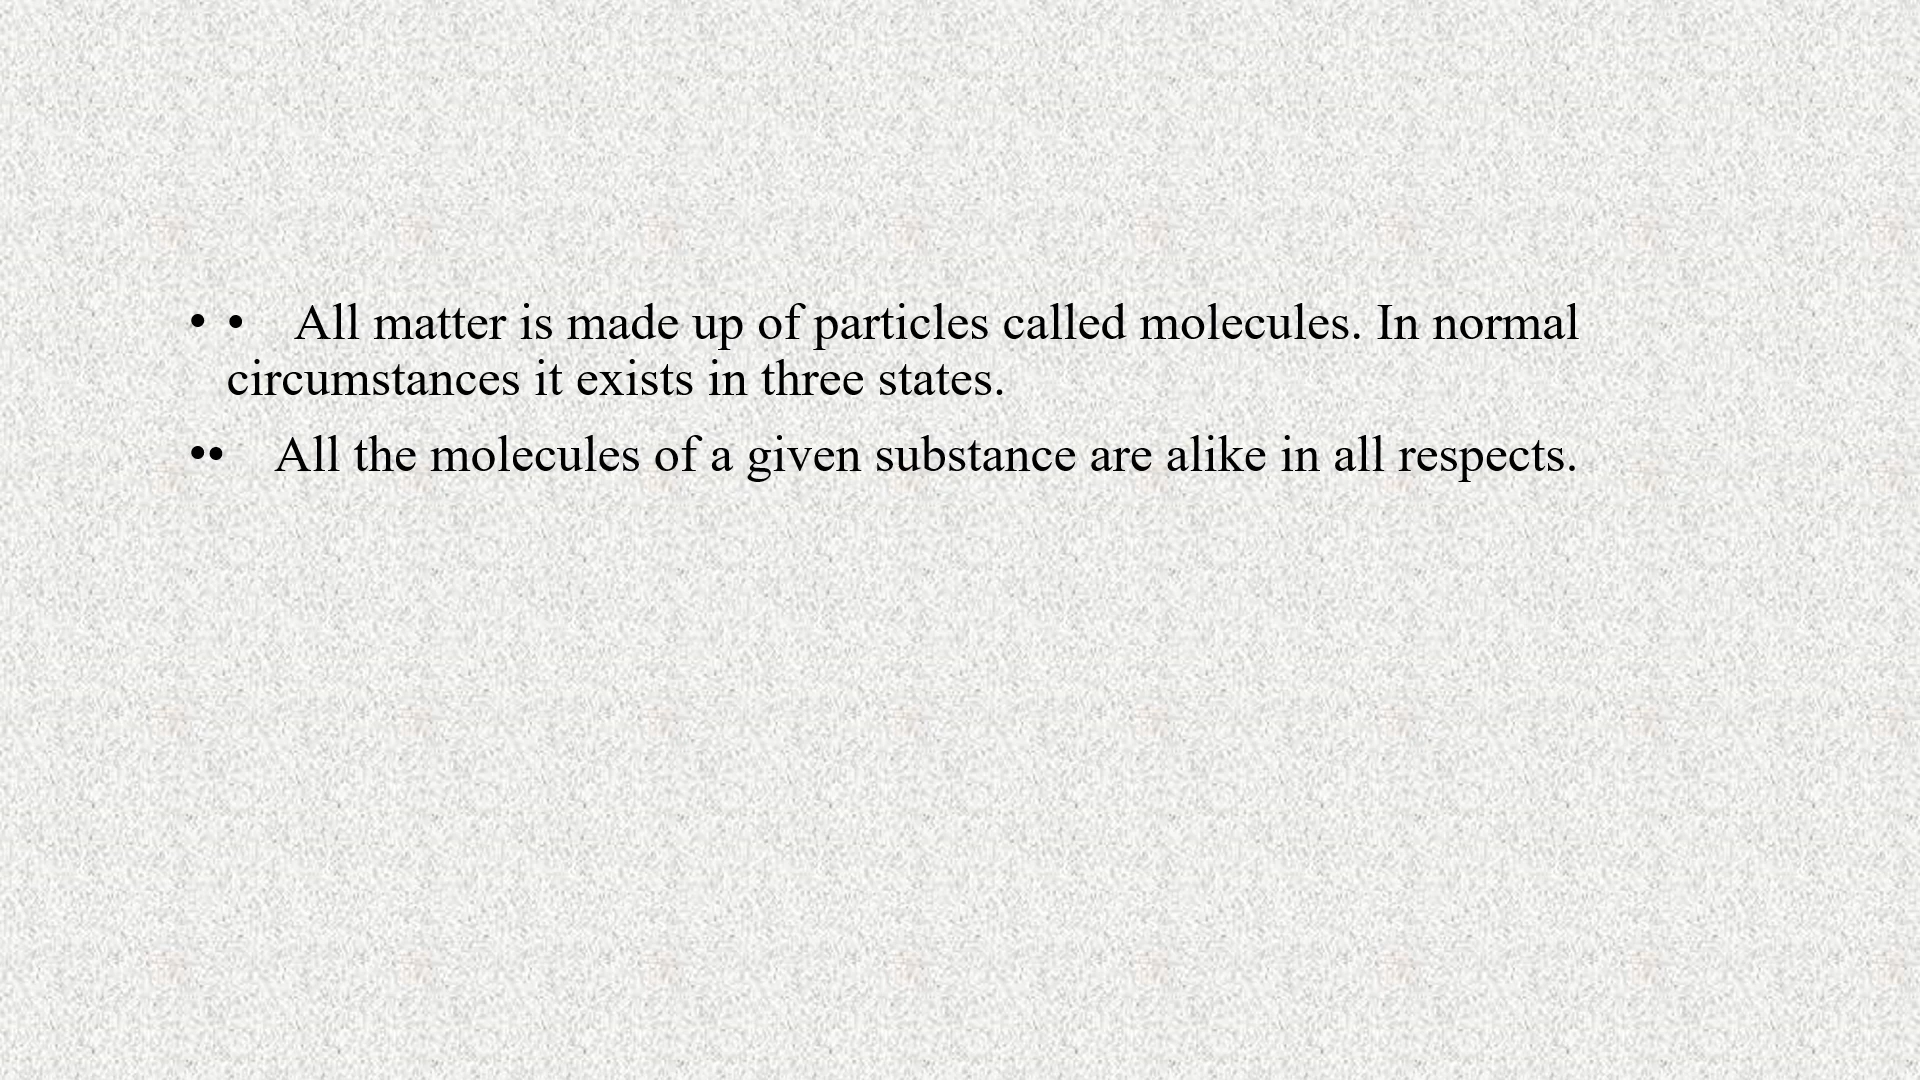 • • All matter is made up of particles called molecules. In normal
circumstances it exists in three states.
•• All the molecules of a given substance are alike in all respects.